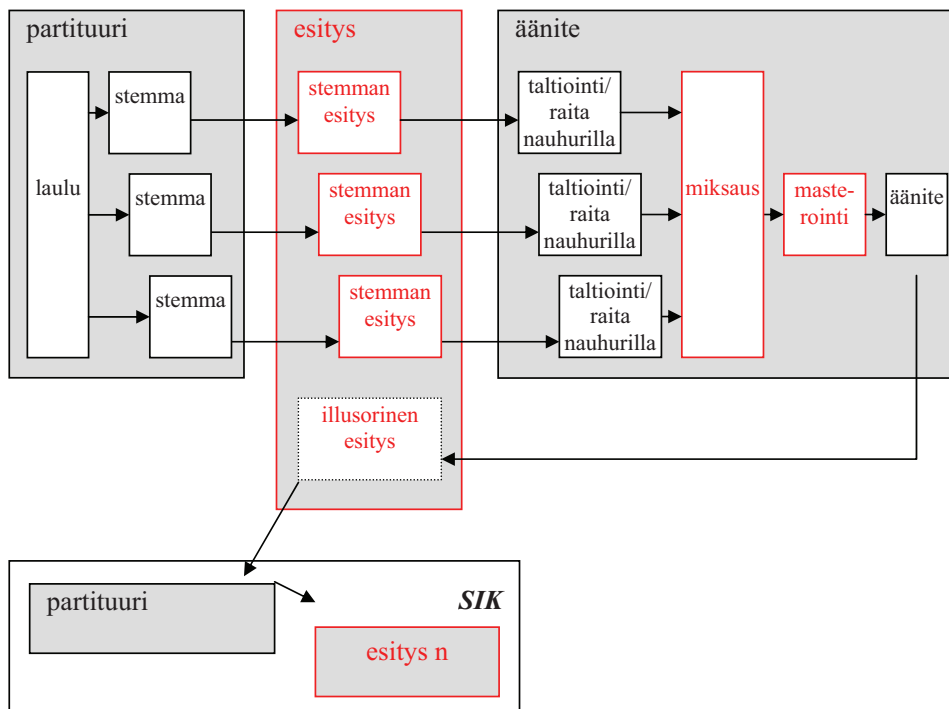 partituuri
laulu
stemma
stemma
stemma
esitys
stemman
esitys
stemman
esitys
stemman
esitys
illusorinen
esitys
äänite
taltiointi/
raita
nauhurilla
taltiointi/
raita
nauhurilla
taltiointi/
raita
nauhurilla
miksaus
maste-
rointi
äänite
partituuri
SIK
esitys n